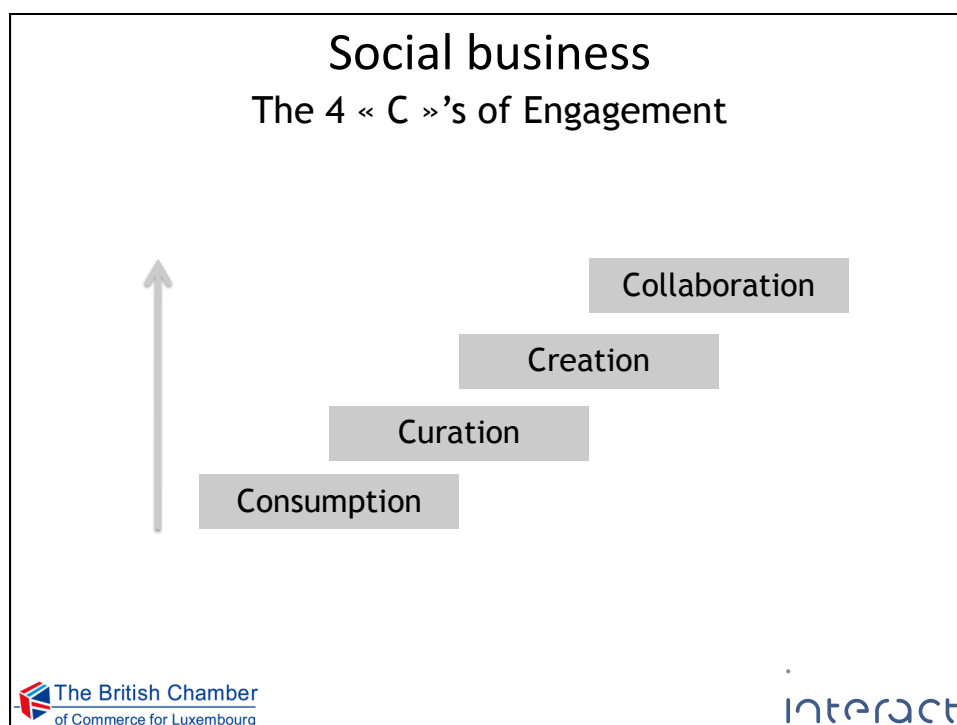 Social business
The 4 « C »’s of Engagement
Collaboration
Creation
Curation
Consumption
The British Chamber
of Commerce for Luxembourg
interact